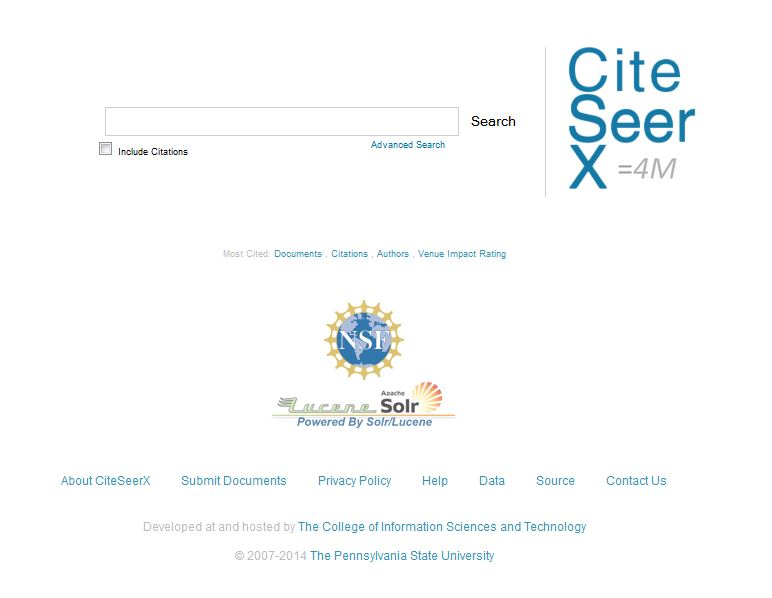 Cite
Seer
X =4M
Search
Include Citations
Advanced Search
Most Cited: Documents , Citations , Authors , Venue Impact Rating
NSF
Lucene Apache Solr
Powered By Solr/Lucene
About CiteSeerX Submit Documents Privacy Policy Help Data Source Contact Us
Developed at and hosted by The College of Information Sciences and Technology
© 2007-2014 The Pennsylvania State University